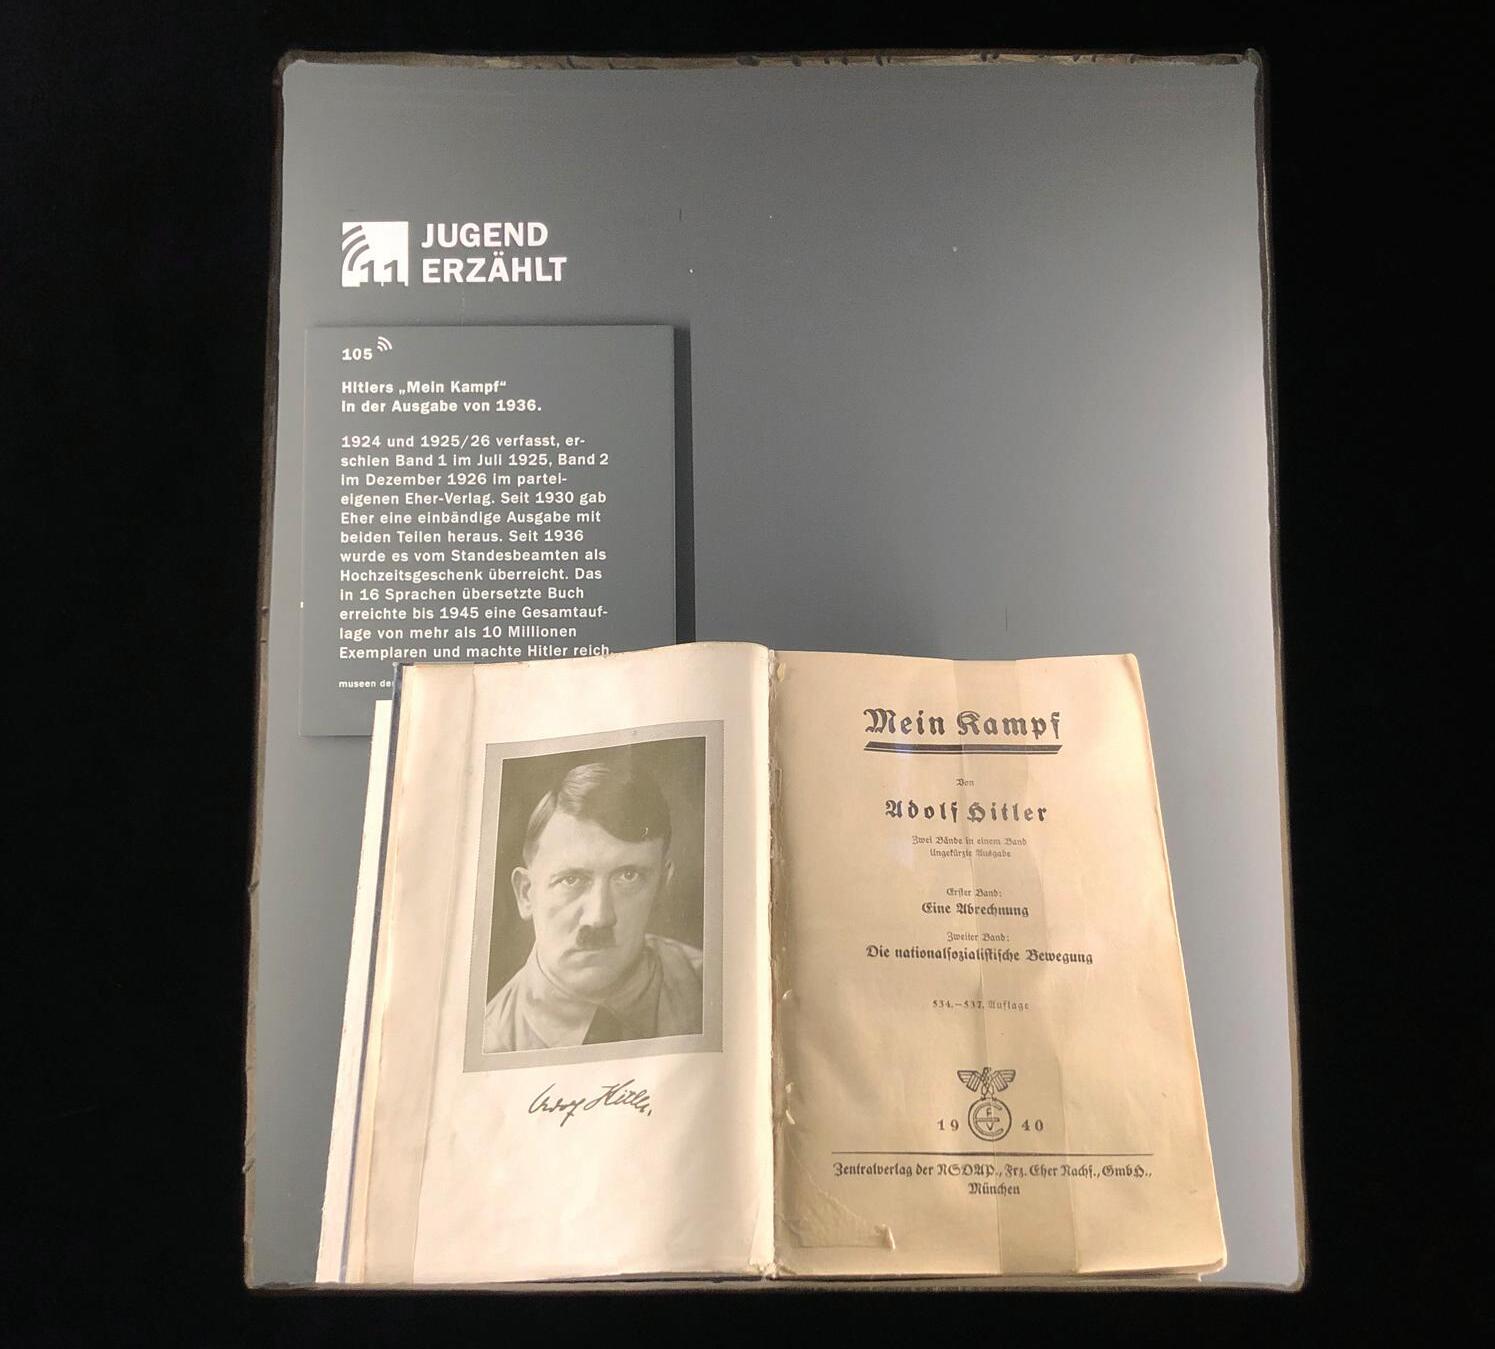 JUGEND
ERZÄHLT
105
Hitlers „Mein Kampf“
in der Ausgabe von 1936.
1924 und 1925/26 verfasst, er-
schien Band 1 im Juli 1925, Band 2
im Dezember 1926 im partei-
eigenen Eher-Verlag. Seit 1930 gab
Eher eine einbändige Ausgabe mit
beiden Teilen heraus. Seit 1936
wurde es vom Standesbeamten als
Hochzeitsgeschenk überreicht. Das
in 16 Sprachen übersetzte Buch
erreichte bis 1945 eine Gesamtauf-
lage von mehr als 10 Millionen
Exemplaren und machte Hitler reich.
museen
Adolf Hitler.
Mein Kampf
Von
Adolf Hitler
Zwei Bände in einem Band
Ungekürzte Ausgabe
Erster Band:
Eine Abrechnung
Zweiter Band:
Die nationalsozialistische Bewegung
534.–537. Auflage
1940
Zentralverlag der NSDAP., Frz. Eher Nachf., GmbH.,
München